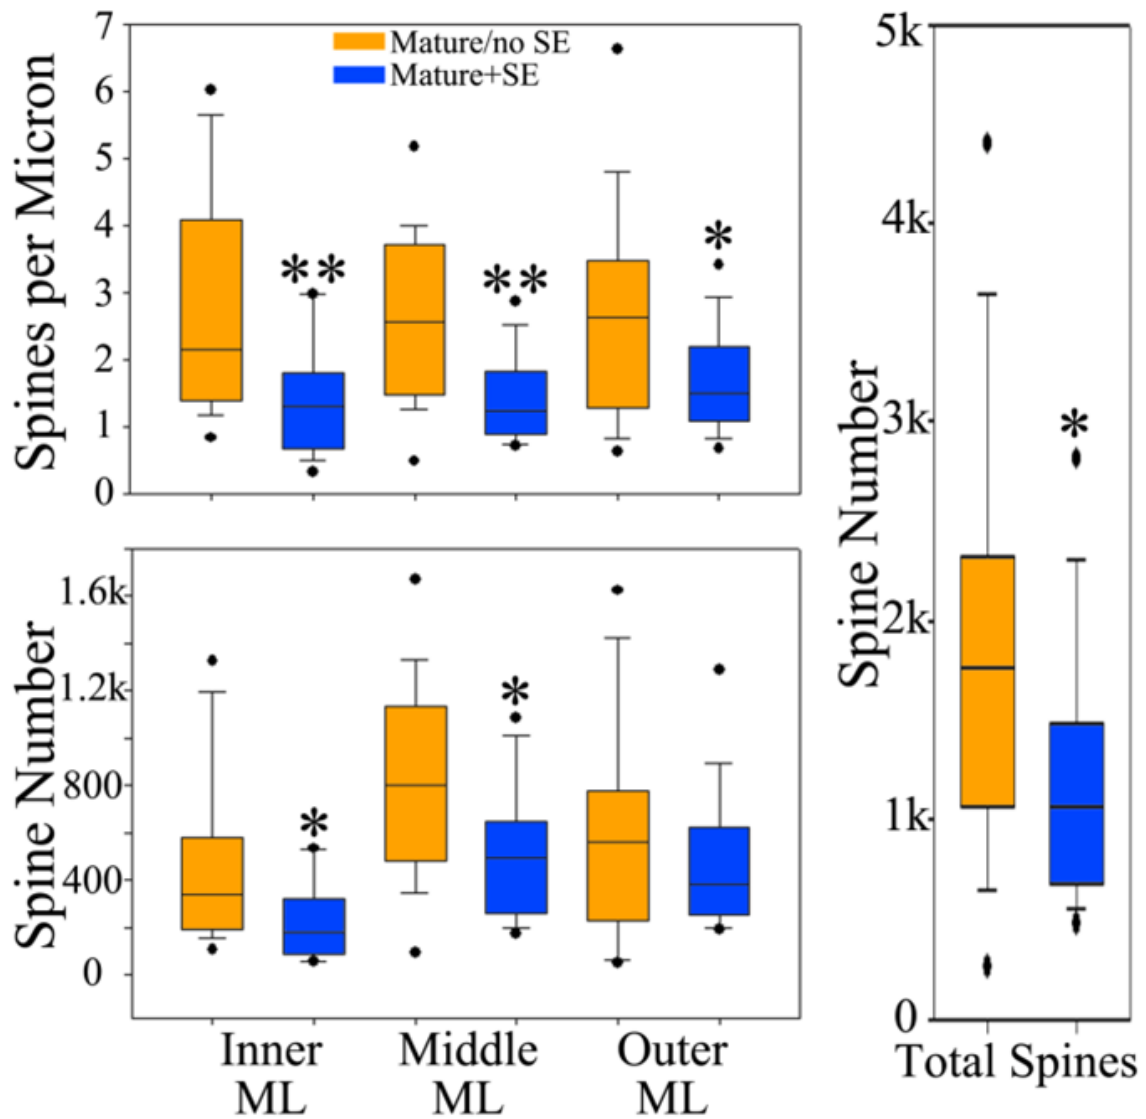 Spines per Micron
7
6
5
4
3
2
1
0
Mature/no SE
Mature+SE
**
**
*
Spine Number
1.6k
1.2k
800
400
0
*
*
Inner
ML
Middle
ML
Outer
ML
Spine Number
5k
4k
3k
2k
1k
0
*
Total Spines